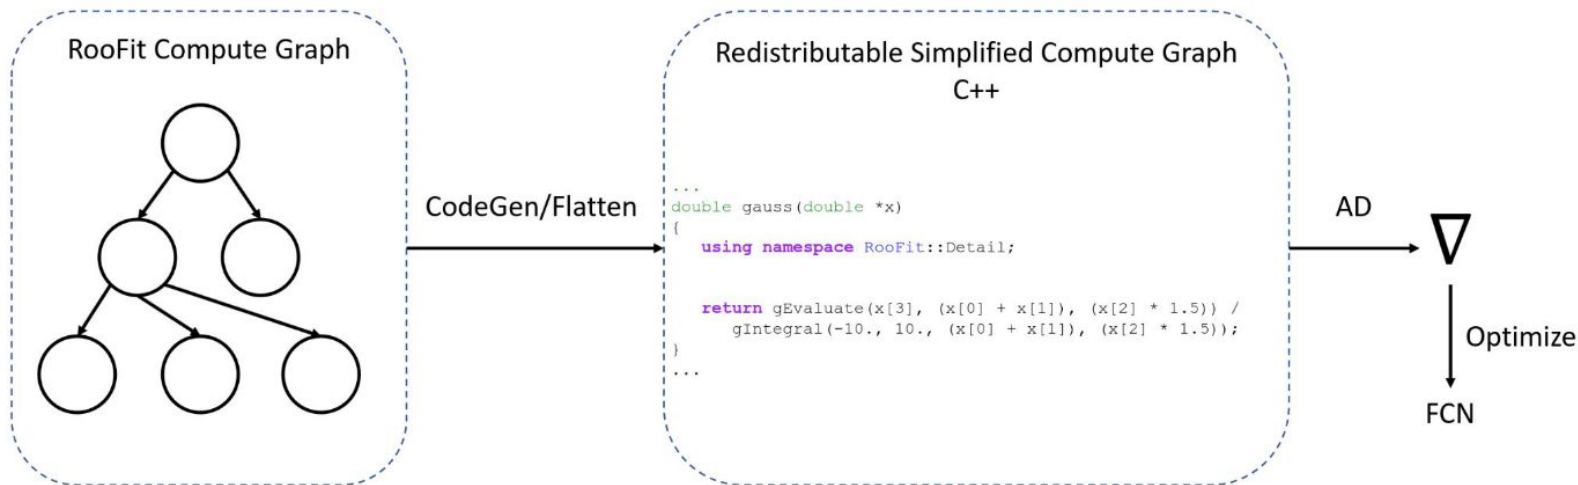 RooFit Compute Graph
CodeGen/Flatten
Redistributable Simplified Compute Graph
C++
...
double gauss(double *x)
{
using namespace RooFit::Detail;
return gEvaluate(x[3], (x[0] + x[1]), (x[2] * 1.5)) /
gIntegral(-10., 10., (x[0] + x[1]), (x[2] * 1.5));
}
...
AD
∇
Optimize
FCN